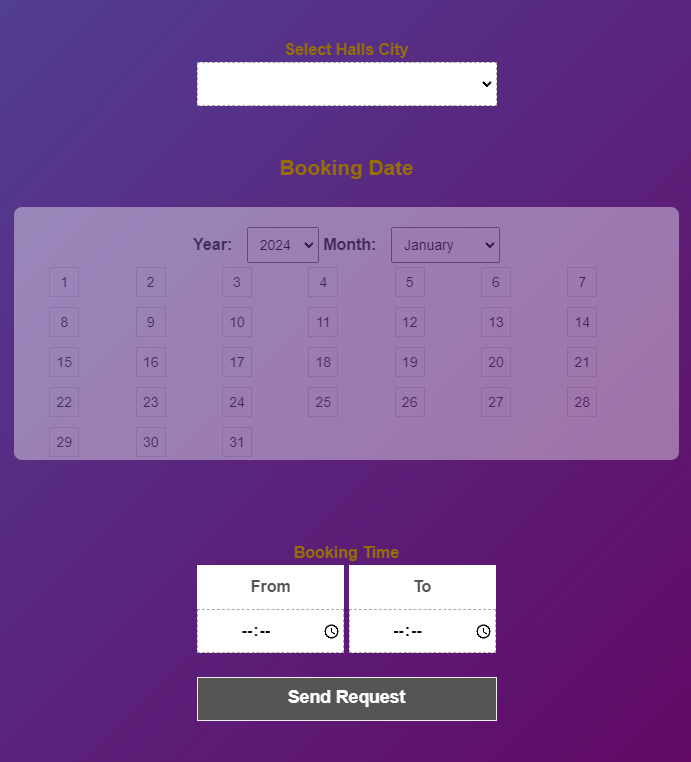 Select Halls City
Booking Date
Year: 2024 Month: January
1 2 3 4 5 6 7
8 9 10 11 12 13 14
15 16 17 18 19 20 21
22 23 24 25 26 27 28
29 30 31
Booking Time
From To
--:-- --:--
Send Request